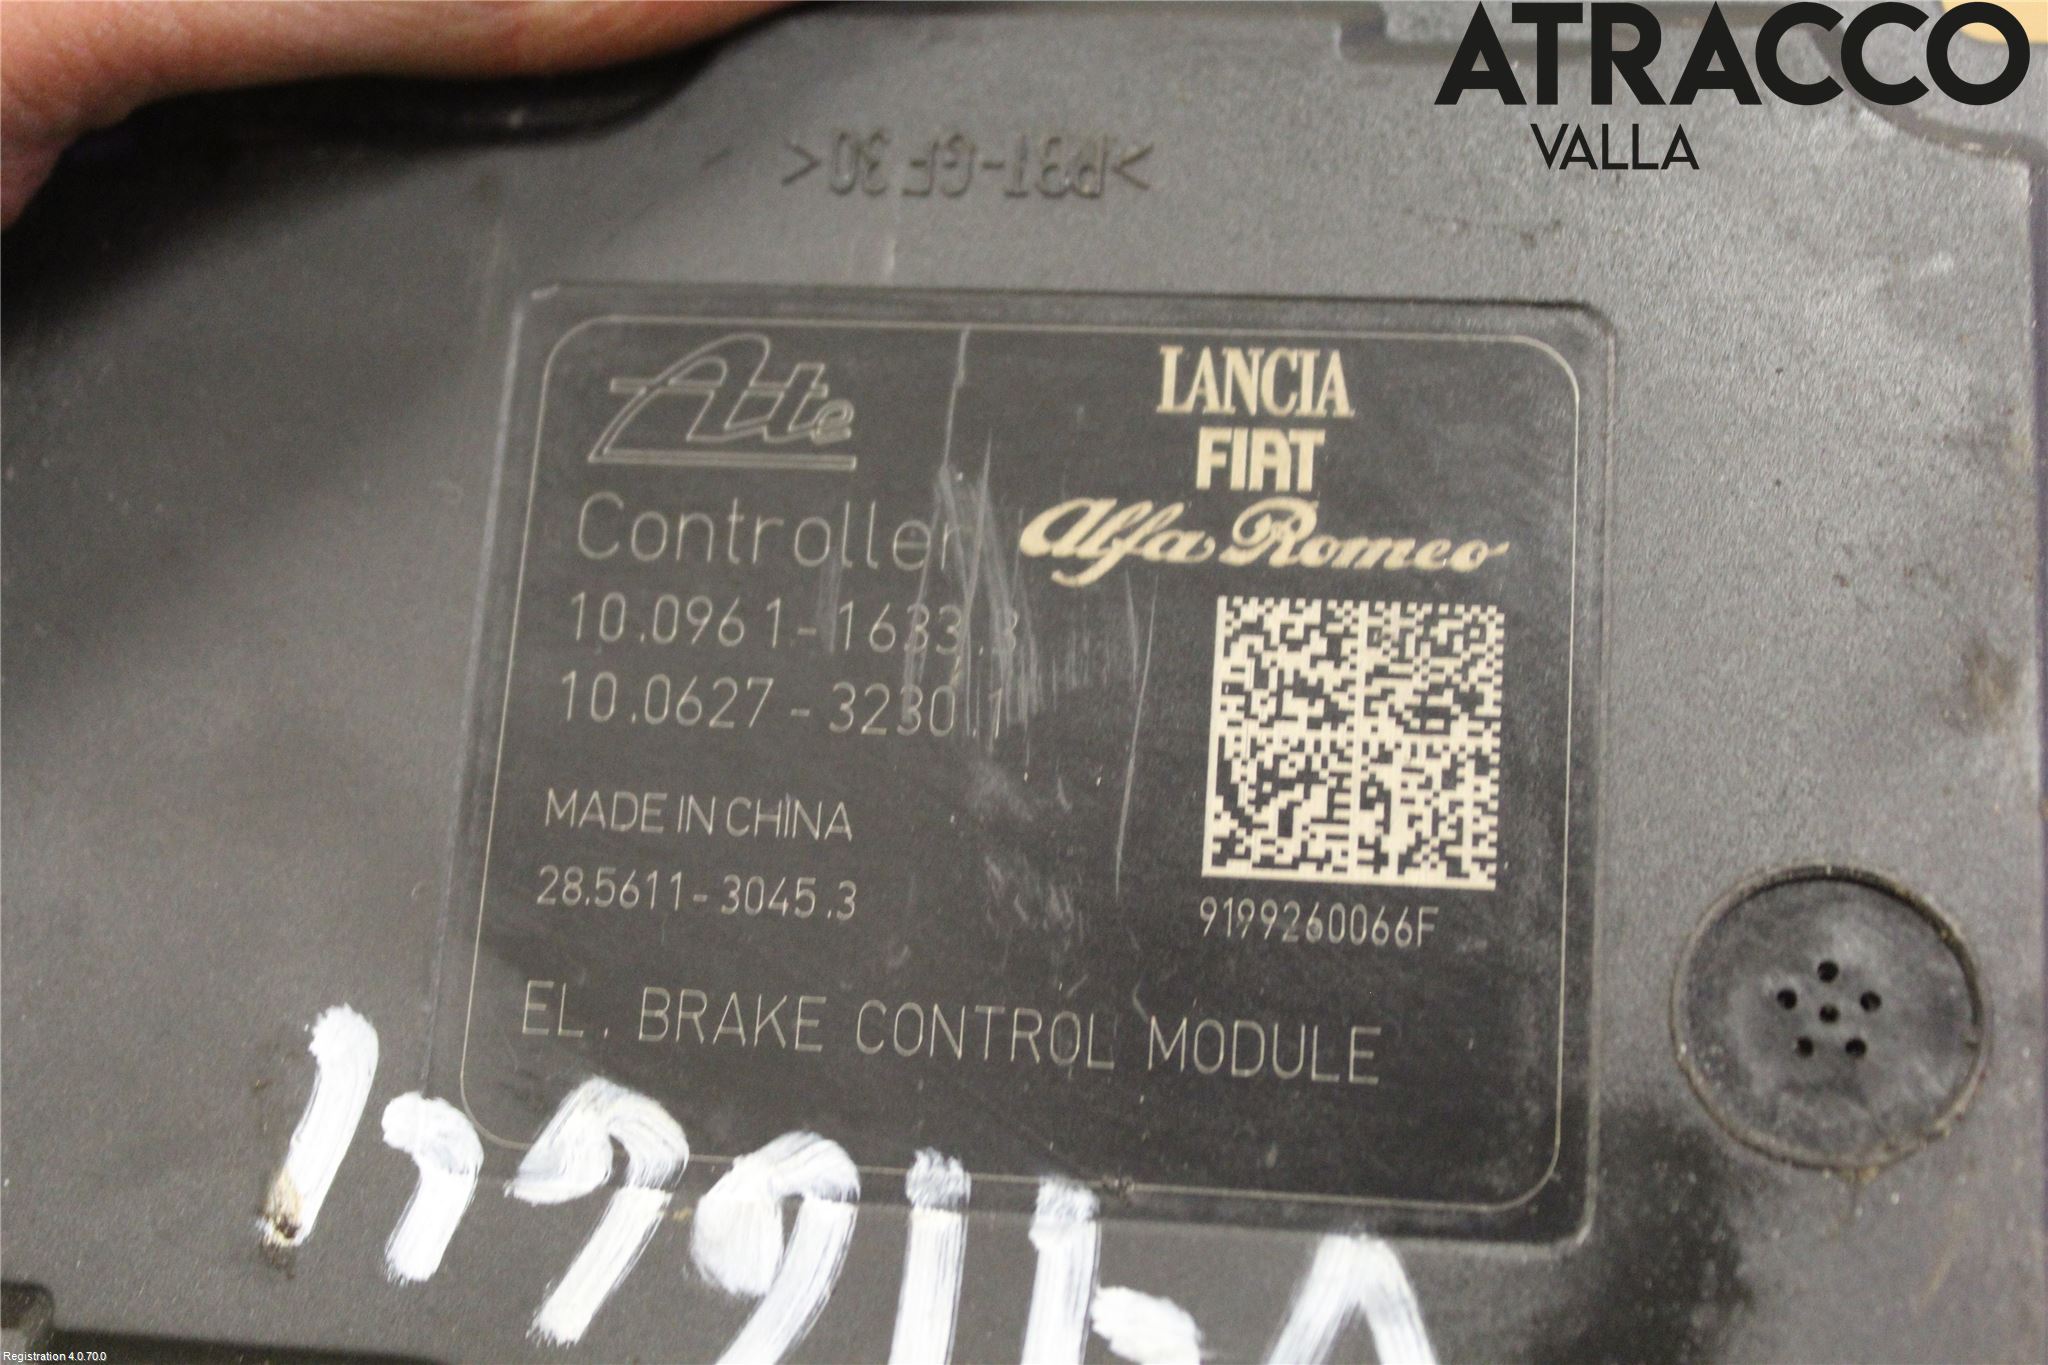 ATRACCO
VALLA
>PBT-GF 30<
Ate
LANCIA
FIAT
Alfa Romeo
Controller
10.0961-1633.3
10.0627-3230.1
MADE IN CHINA
28.5611-3045.3
9199260066F
EL. BRAKE CONTROL MODULE
Registration 4.0.70.0